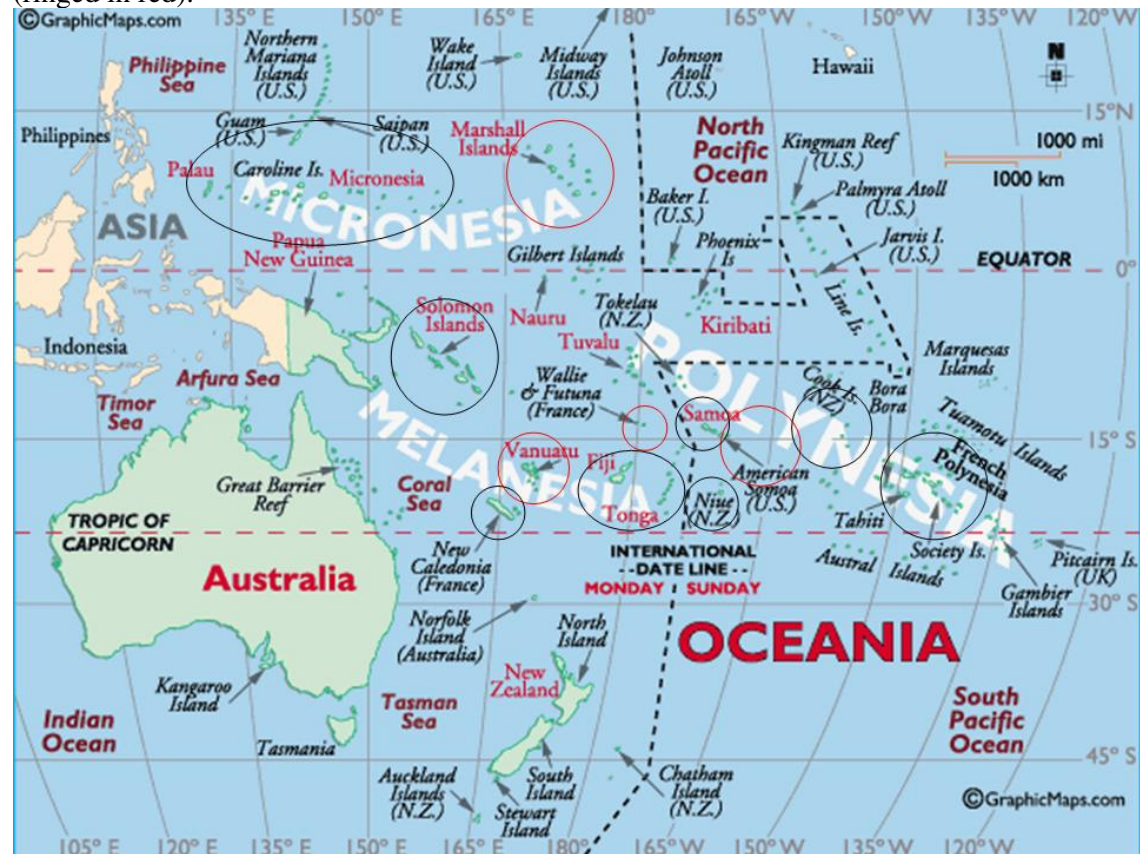 (ringed in red).
©GraphicMaps.com
135°E
150°E
165°E
180°
165°W
150°W
135°W
120°W
Northern
Mariana
Islands
(U.S.)
Philippine
Sea
Wake
Island
(U.S.)
Midway
Islands
(U.S.)
Johnson
Atoll
(U.S.)
Hawaii
N
15°N
Philippines
Guam
(U.S.)
Saipan
(U.S.)
Marshall
Islands
North
Pacific
Ocean
Kingman Reef
(U.S.)
1000 mi
1000 km
Palau
Caroline Is.
Micronesia
MICRONESIA
Baker I.
(U.S.)
Palmyra Atoll
(U.S.)
ASIA
Papua
New Guinea
Gilbert Islands
Phoenix
Is
Jarvis I.
(U.S.)
EQUATOR
0°
Solomon
Islands
Nauru
Tokelau
(N.Z.)
Kiribati
Line Is.
Indonesia
Tuvalu
POLYNESIA
Marquesas
Islands
Arfura Sea
Timor
Sea
Wallie
& Futuna
(France)
Cook Is.
(NZ)
Bora
Bora
MELANESIA
Samoa
Tuamotu Islands
15°S
Vanuatu
Fiji
French
Polynesia
Great Barrier
Reef
Coral
Sea
American
Somoa
(U.S.)
Tonga
Niue
(N.Z.)
Tahiti
TROPIC OF
CAPRICORN
New
Caledonia
(France)
INTERNATIONAL
--DATE LINE--
MONDAY
SUNDAY
Society Is.
Austral Islands
Pitcairn Is.
(UK)
Gambier
Islands
Australia
30°S
Norfolk
Island
(Australia)
North
Island
OCEANIA
Kangaroo
Island
New
Zealand
Indian
Ocean
Tasman
Sea
South
Pacific
Ocean
Tasmania
45°S
Auckland
Islands
(N.Z.)
South
Island
Stewart
Island
Chatham
Island
(N.Z.)
©GraphicMaps.com
105°E
120°E
135°E
150°E
165°E
180°
165°W
150°W
135°W
120°W